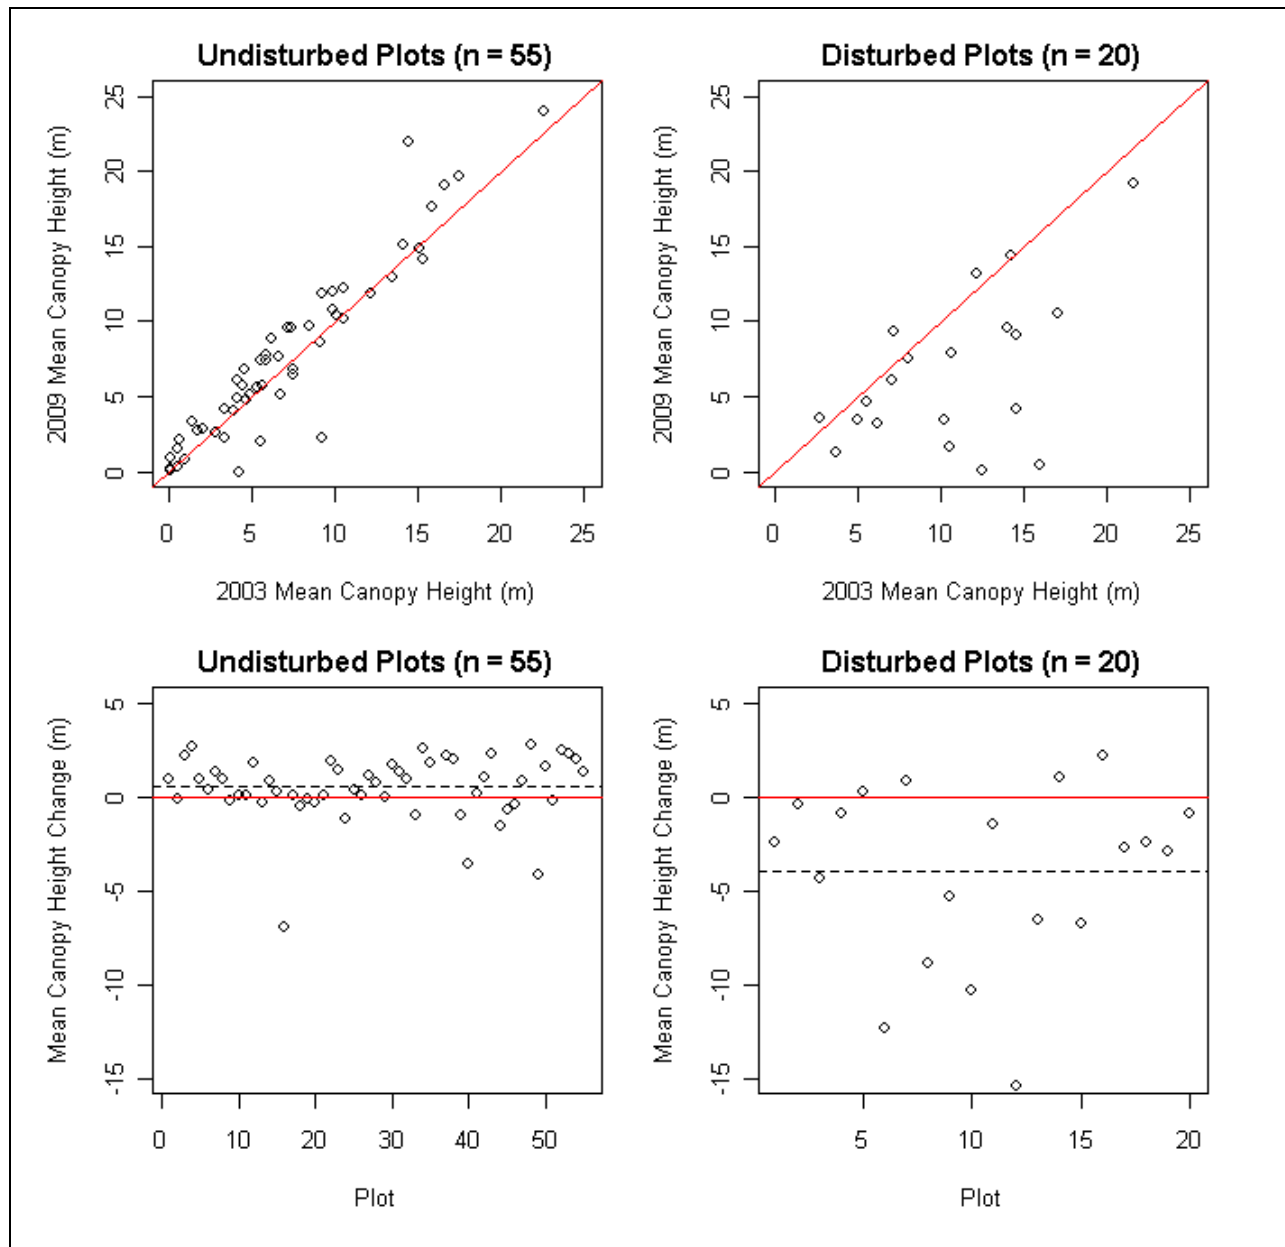 Undisturbed Plots (n = 55)
2009 Mean Canopy Height (m)
25
20
15
10
5
0
0 5 10 15 20 25
2003 Mean Canopy Height (m)
Disturbed Plots (n = 20)
2009 Mean Canopy Height (m)
25
20
15
10
5
0
0 5 10 15 20 25
2003 Mean Canopy Height (m)
Undisturbed Plots (n = 55)
Mean Canopy Height Change (m)
5
0
-5
-10
-15
0 10 20 30 40 50
Plot
Disturbed Plots (n = 20)
Mean Canopy Height Change (m)
5
0
-5
-10
-15
5 10 15 20
Plot